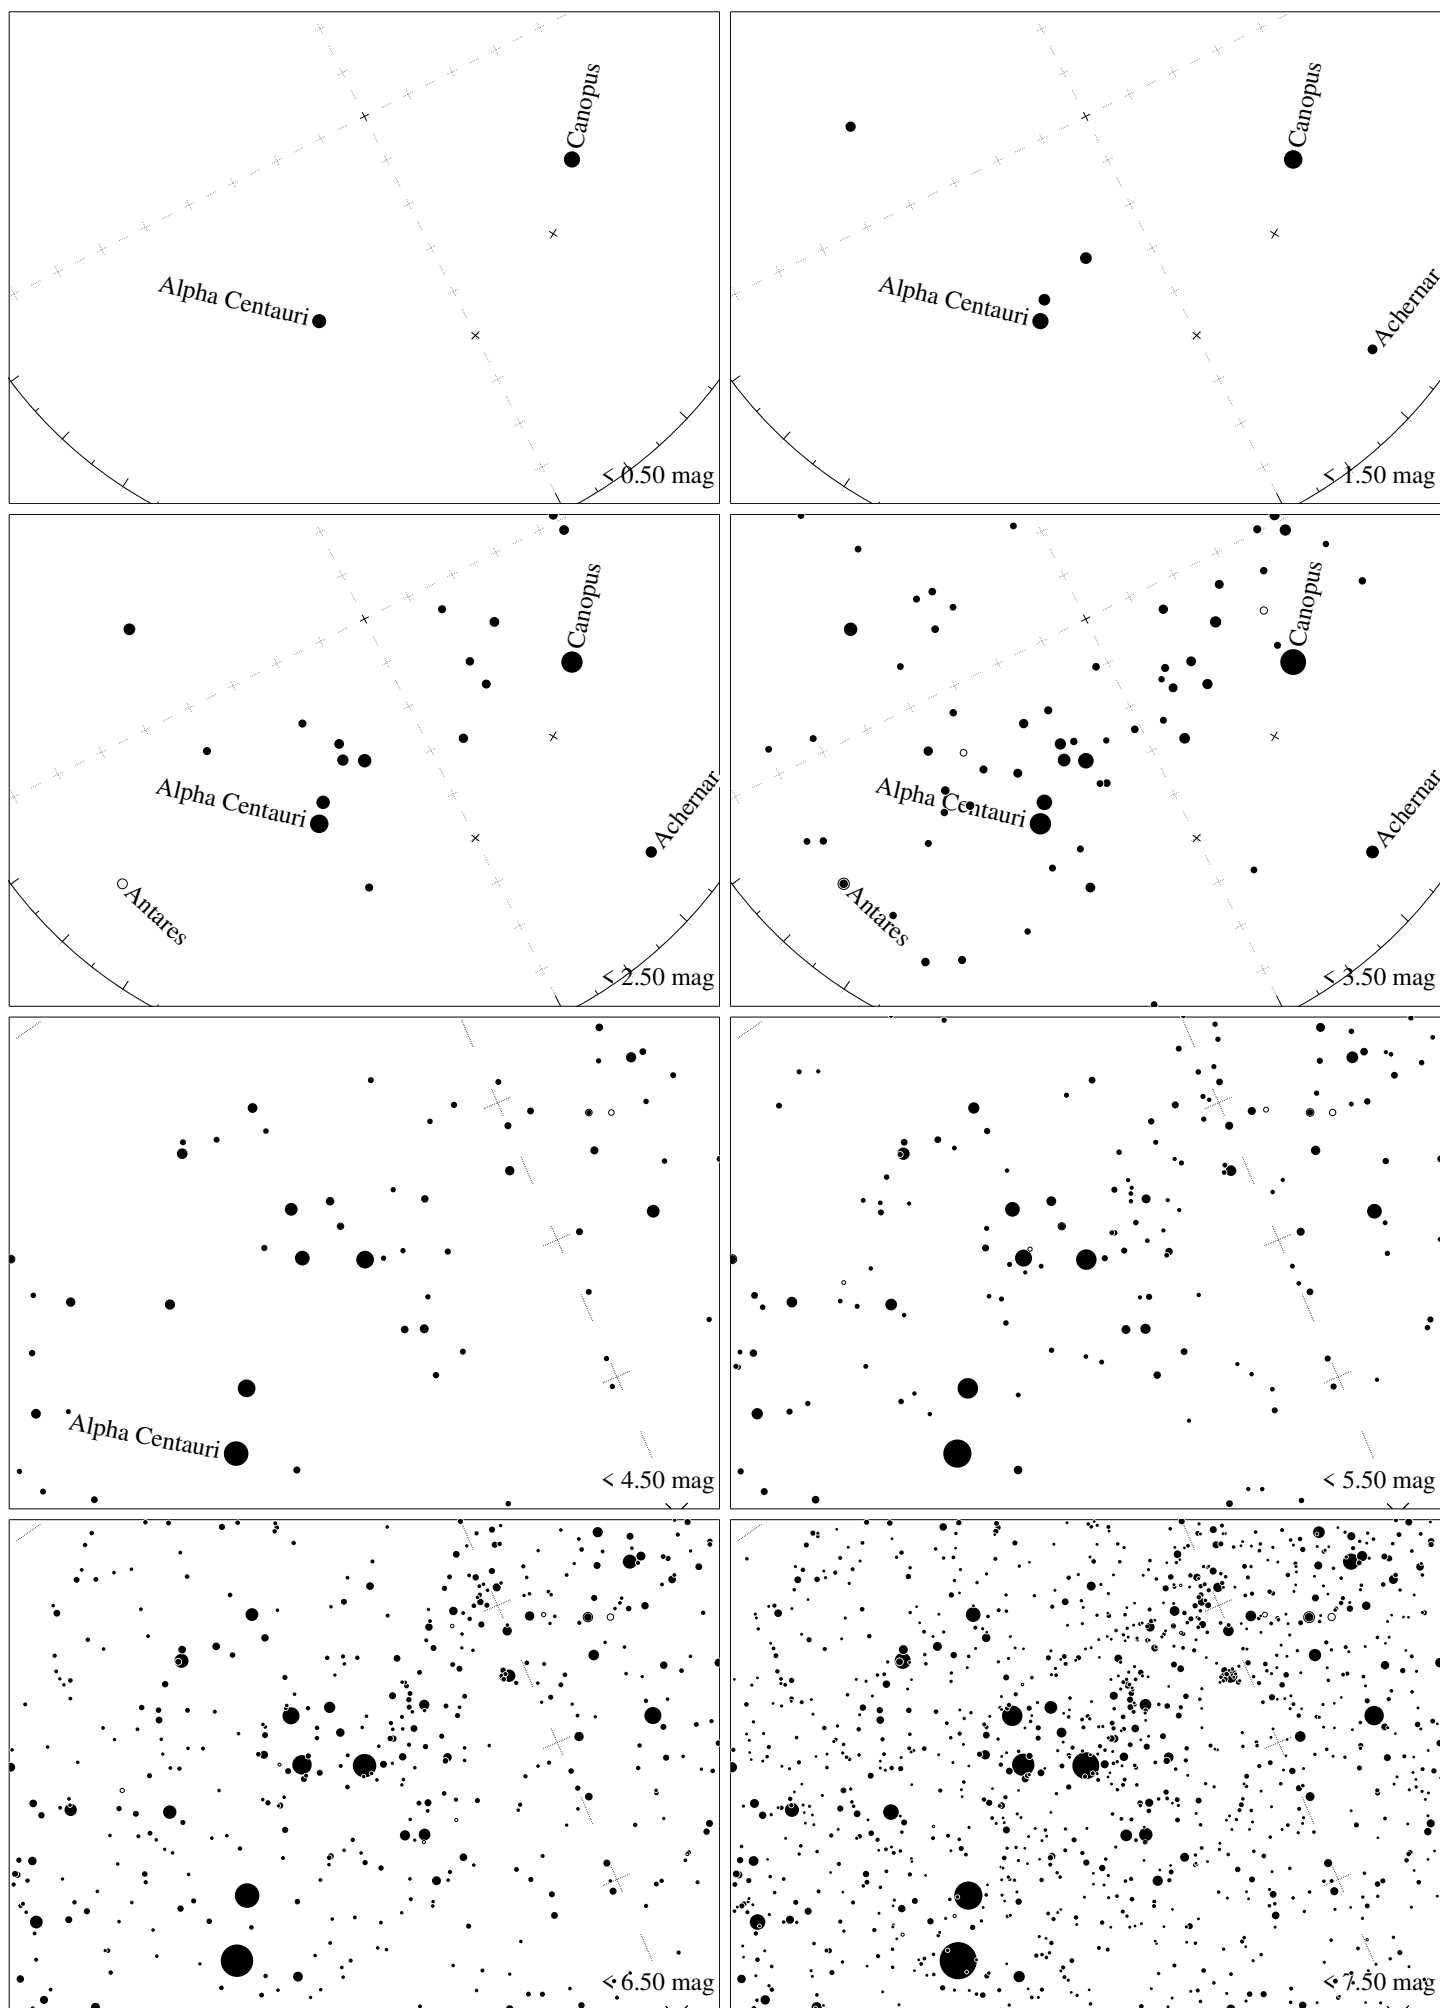 Canopus
Alpha Centauri
< 0.50 mag
Canopus
Alpha Centauri
Achernar
< 1.50 mag
Canopus
Alpha Centauri
Achernar
Antares
< 2.50 mag
Canopus
Alpha Centauri
Achernar
Antares
< 3.50 mag
Alpha Centauri
< 4.50 mag
< 5.50 mag
< 6.50 mag
< 7.50 mag